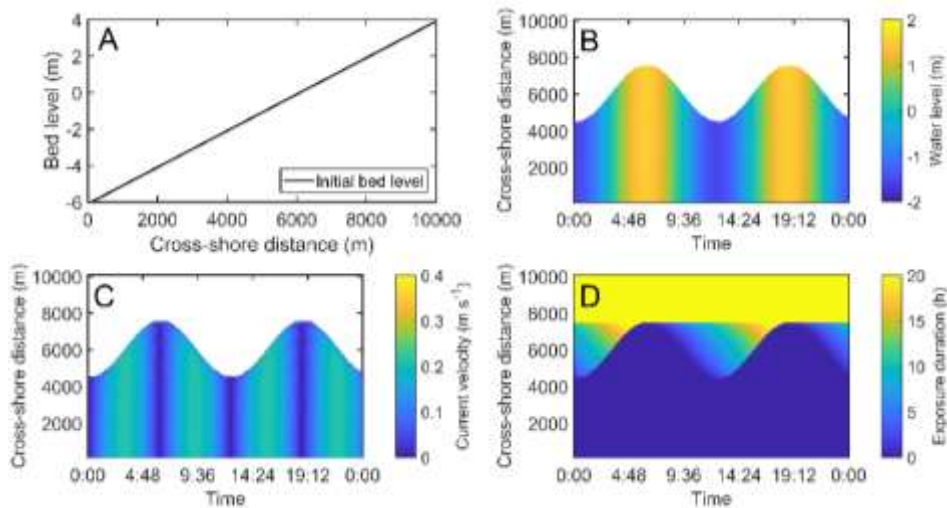 A
Bed level (m)
4
2
0
-2
-4
-6
Initial bed level
0 2000 4000 6000 8000 10000
Cross-shore distance (m)
B
Cross-shore distance (m)
10000
8000
6000
4000
2000
0:00 4:48 9:36 14:24 19:12 0:00
Time
2
1
0
-1
-2
Water level (m)
C
Cross-shore distance (m)
10000
8000
6000
4000
2000
0:00 4:48 9:36 14:24 19:12 0:00
Time
0.4
0.3
0.2
0.1
0
Current velocity (m s⁻¹)
D
Cross-shore distance (m)
10000
8000
6000
4000
2000
0:00 4:48 9:36 14:24 19:12 0:00
Time
20
15
10
5
0
Exposure duration (h)